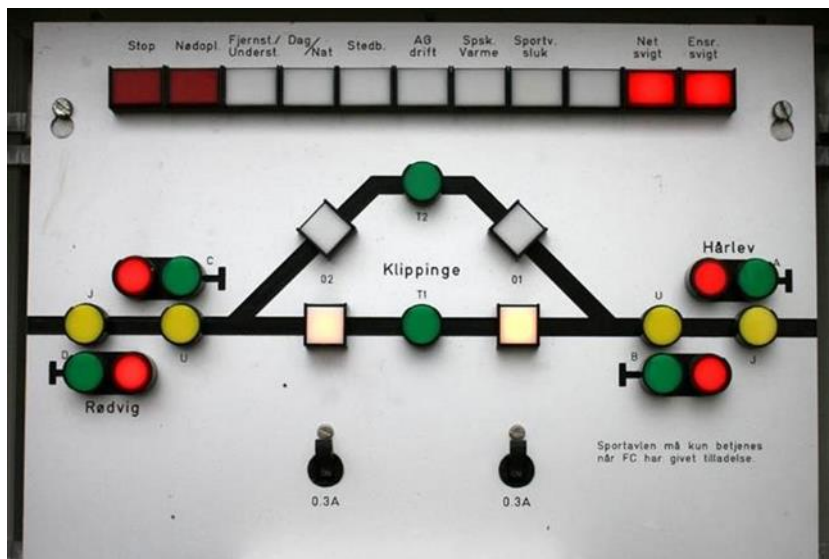 Stop
Nødopl.
Fjernst./
Underst.
Dag/
Nat
Stedb.
AG
drift
Spsk.
Varme
Sportv.
sluk
Net
svigt
Ensr.
svigt
T2
C
02
Klippinge
01
Hårlev
A
J
T1
U
U
J
D
B
Rødvig
Sportavlen må kun betjenes
når FC har givet tilladelse.
0.3A
0.3A